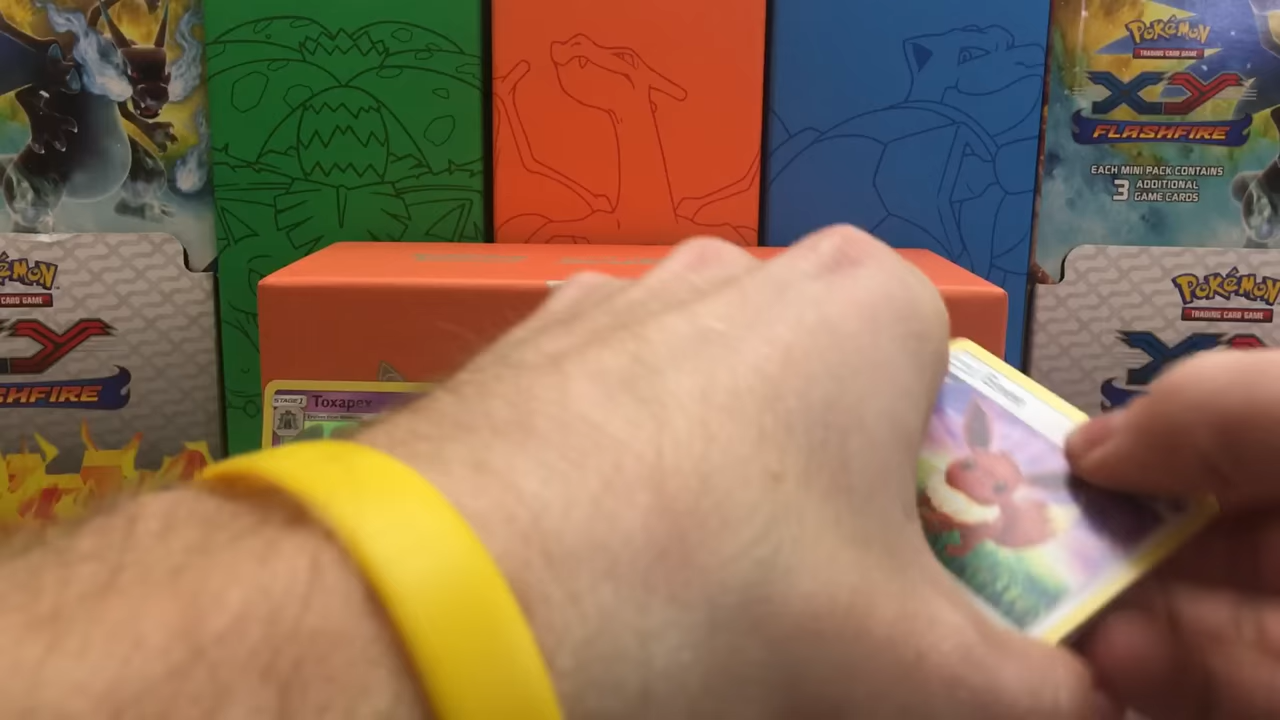 Pokémon
TRADING CARD GAME
XY
FLASHFIRE
EACH MINI PACK CONTAINS
3 ADDITIONAL
GAME CARDS
émon
CARD GAME
Y
SHFIRE
Pokémon
TRADING CARD GAME
STAGE 1 Toxapex